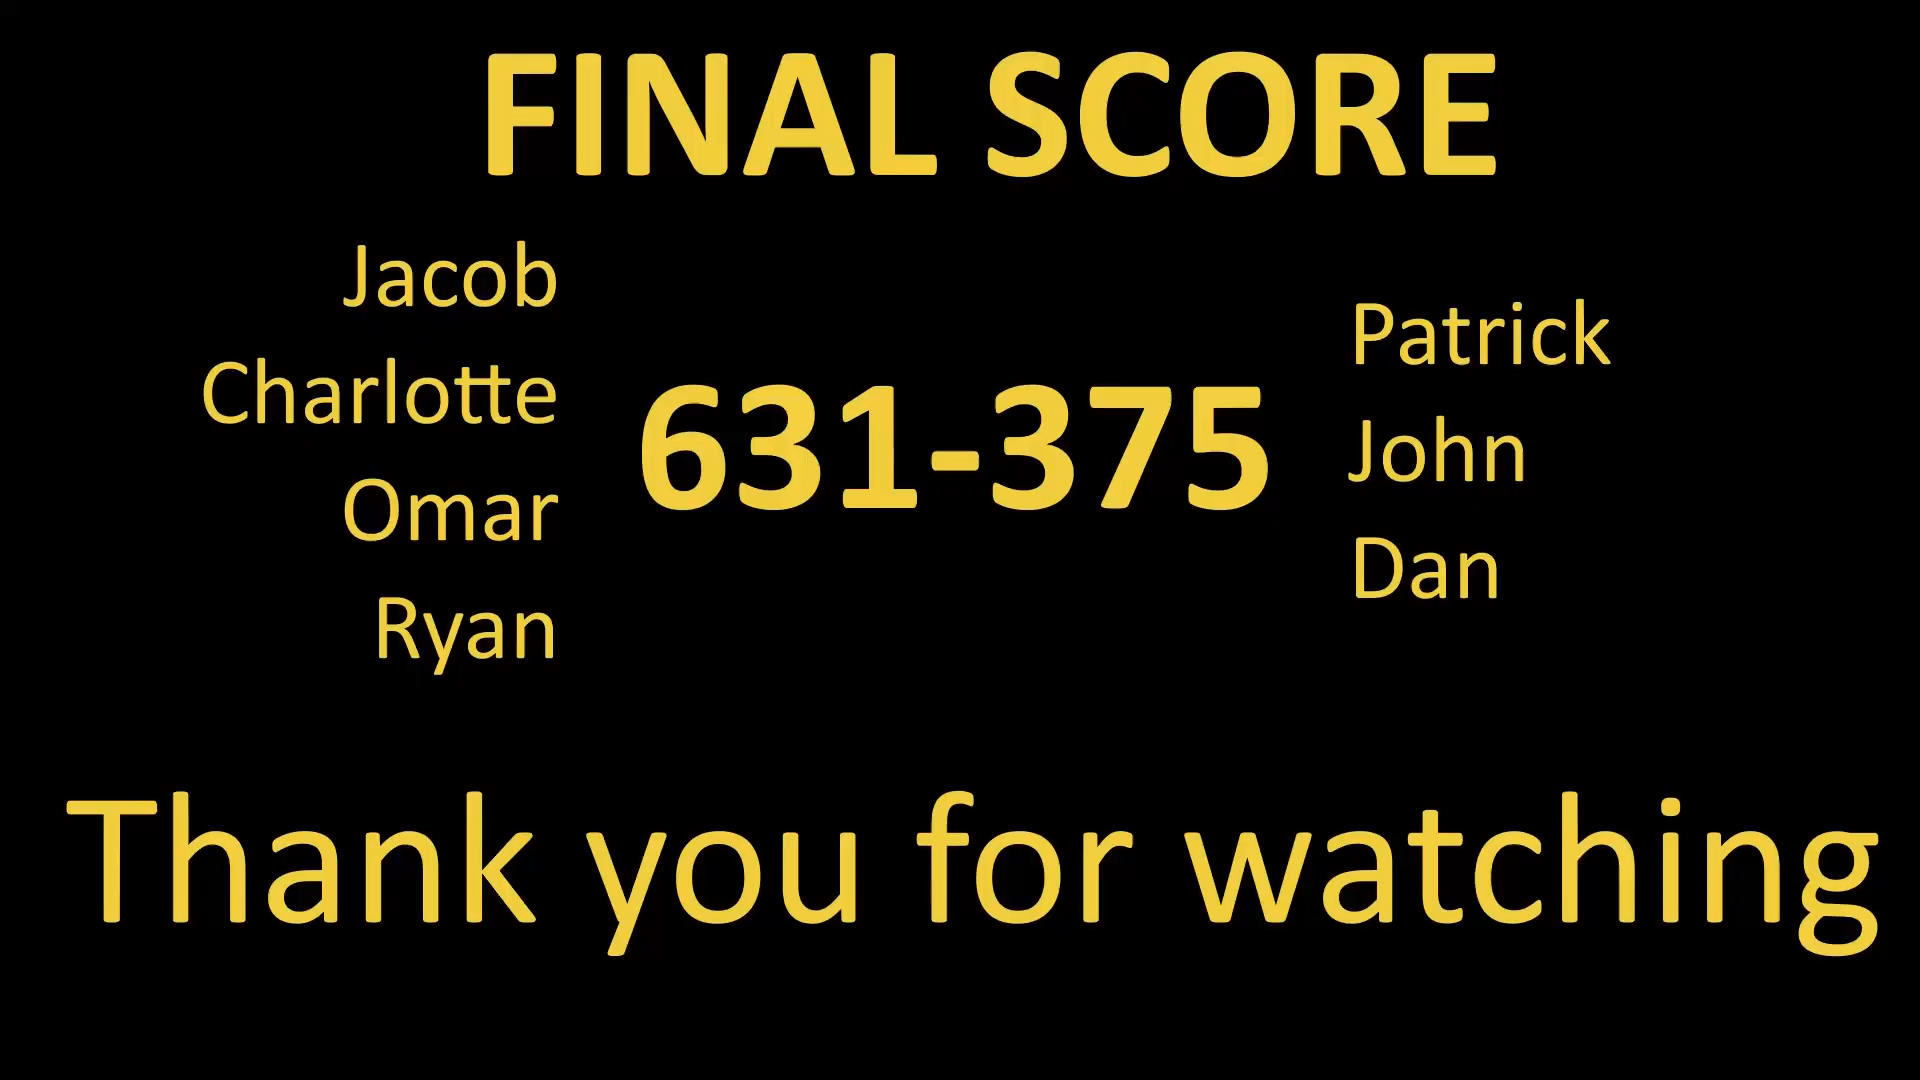 FINAL SCORE
Jacob
Charlotte
Omar
Ryan
631-375
Patrick
John
Dan
Thank you for watching